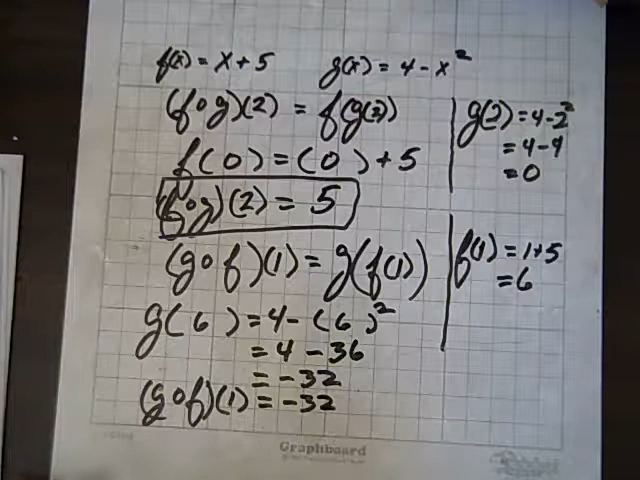 f(x) = x + 5   g(x) = 4 - x²
(f∘g)(2) = f(g(2))
g(2) = 4-2²
= 4-4
= 0
f(0) = (0) + 5
(f∘g)(2) = 5
(g∘f)(1) = g(f(1))
f(1) = 1+5
= 6
g(6) = 4 - (6)²
= 4 - 36
= -32
(g∘f)(1) = -32
Graphboard